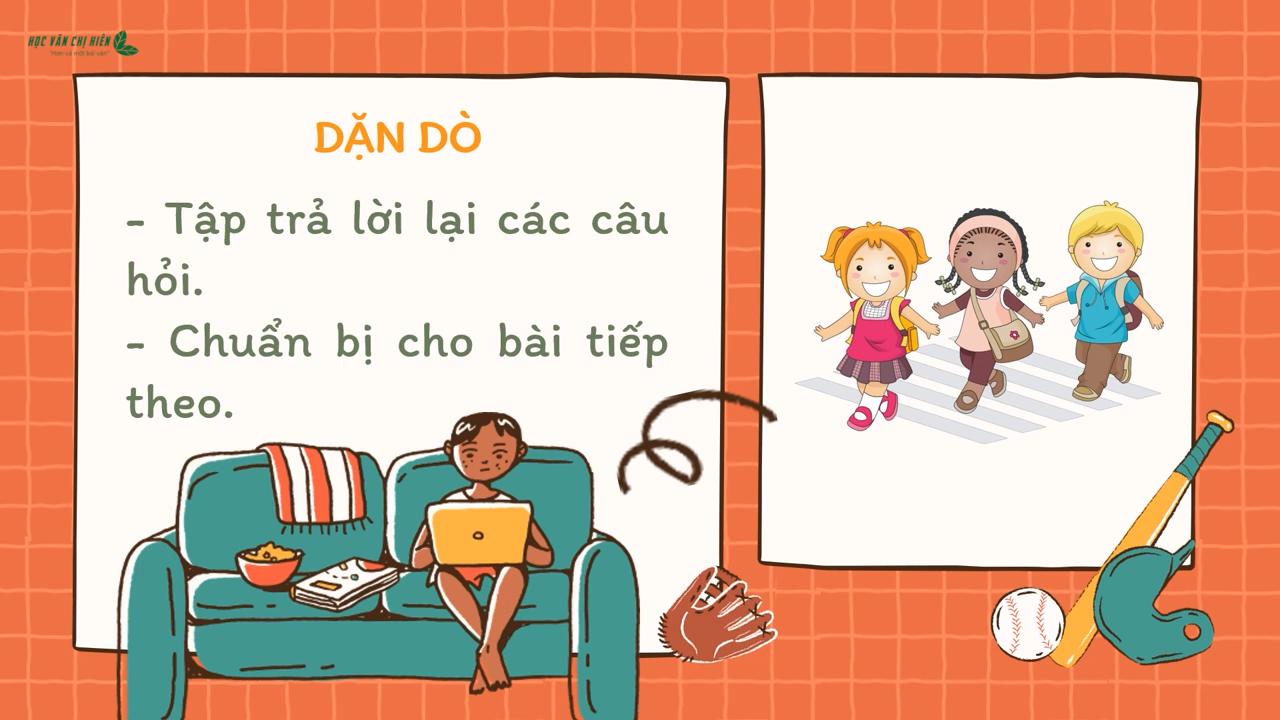 HỌC VĂN CHỊ HIÊN
DẶN DÒ
- Tập trả lời lại các câu
hỏi.
- Chuẩn bị cho bài tiếp
theo.